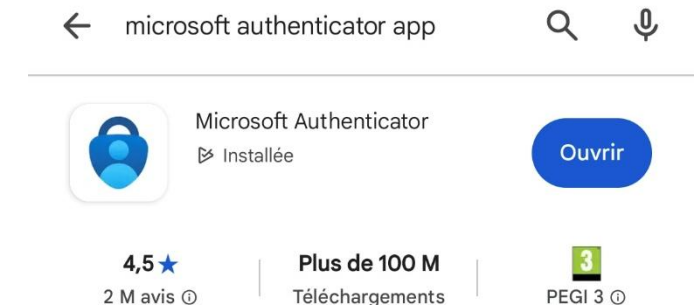 microsoft authenticator app
Microsoft Authenticator
Installée
Ouvrir
4,5★
Plus de 100 M
3
2 M avis
Téléchargements
PEGI 3